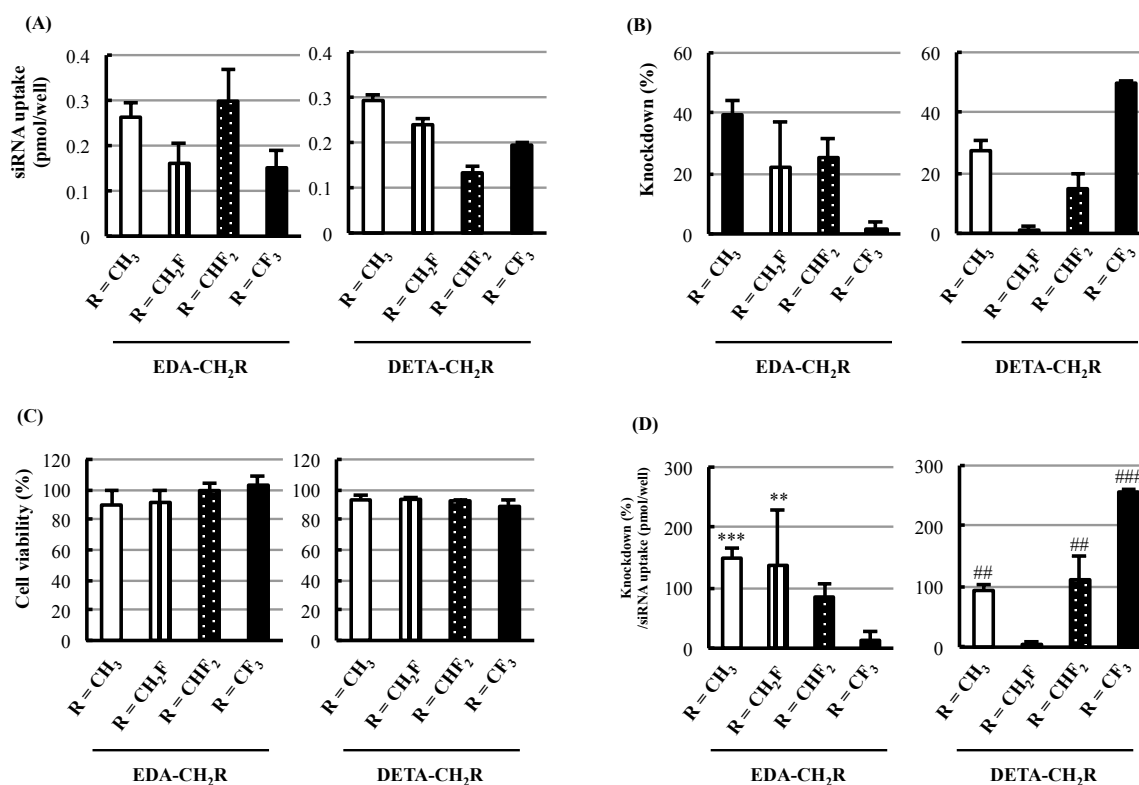 (A)
siRNA uptake
(pmol/well)
0.4
0.3
0.2
0.1
0
R = CH₃
R = CH₂F
R = CHF₂
R = CF₃
EDA-CH₂R
0.4
0.3
0.2
0.1
0
R = CH₃
R = CH₂F
R = CHF₂
R = CF₃
DETA-CH₂R
(B)
Knockdown (%)
60
40
20
0
R = CH₃
R = CH₂F
R = CHF₂
R = CF₃
EDA-CH₂R
60
40
20
0
R = CH₃
R = CH₂F
R = CHF₂
R = CF₃
DETA-CH₂R
(C)
Cell viability (%)
120
100
80
60
40
20
0
R = CH₃
R = CH₂F
R = CHF₂
R = CF₃
EDA-CH₂R
120
100
80
60
40
20
0
R = CH₃
R = CH₂F
R = CHF₂
R = CF₃
DETA-CH₂R
(D)
Knockdown (%)
/siRNA uptake (pmol/well)
300
200
100
0
***
**
R = CH₃
R = CH₂F
R = CHF₂
R = CF₃
EDA-CH₂R
300
200
100
0
##
##
###
R = CH₃
R = CH₂F
R = CHF₂
R = CF₃
DETA-CH₂R